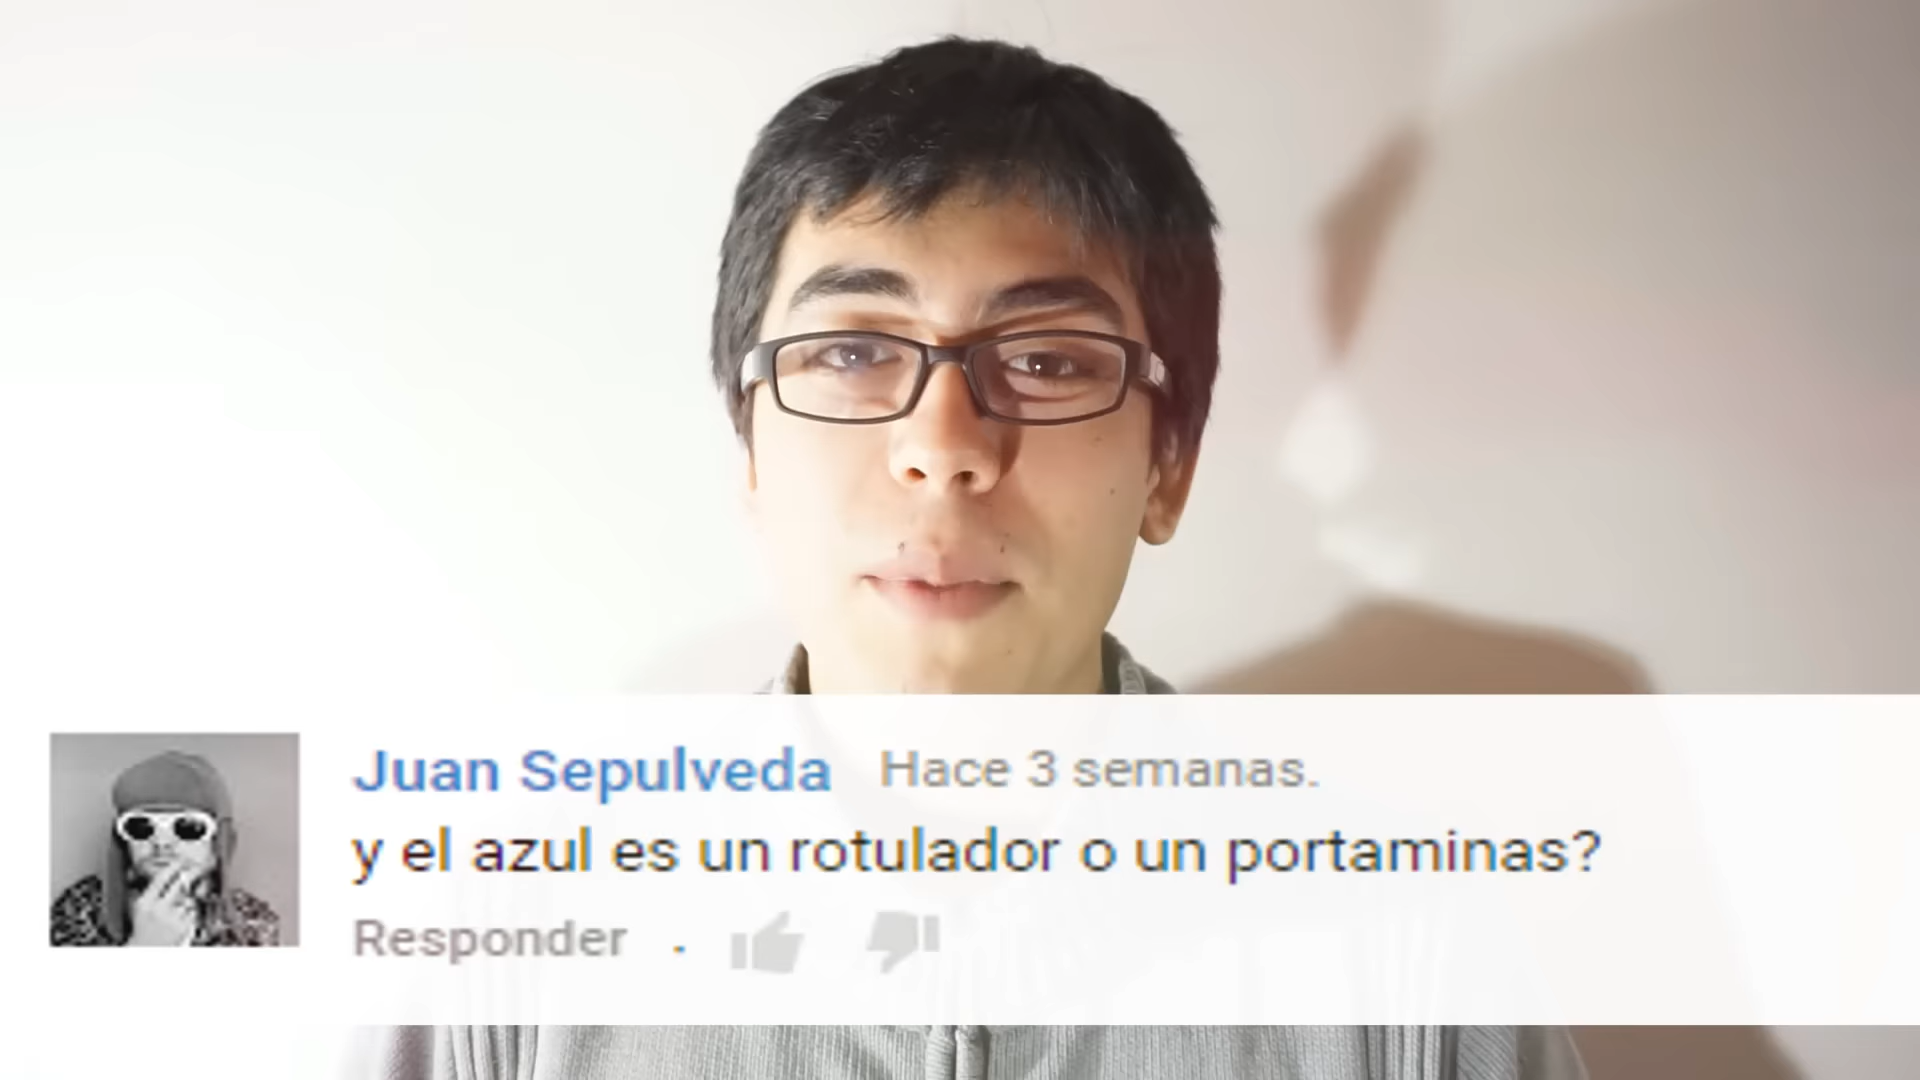 Juan Sepulveda Hace 3 semanas.
y el azul es un rotulador o un portaminas?
Responder .